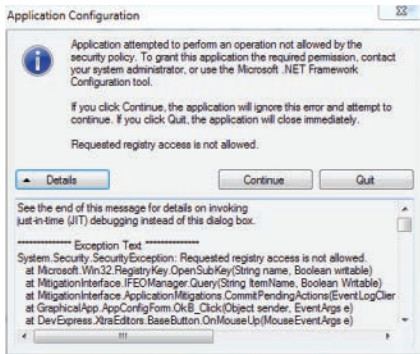 Application Configuration
Application attempted to perform an operation not allowed by the
security policy. To grant this application the required permission, contact
your system administrator, or use the Microsoft .NET Framework
Configuration tool.
If you click Continue, the application will ignore this error and attempt to
continue. If you click Quit, the application will close immediately.
Requested registry access is not allowed.
Details Continue Quit
See the end of this message for details on invoking
just-in-time (JIT) debugging instead of this dialog box.
************** Exception Text **************
System.Security.SecurityException: Requested registry access is not allowed.
at Microsoft.Win32.RegistryKey.OpenSubKey(String name, Boolean writable)
at MitigationInterface.IFEOManager.Query(String itemName, Boolean Writable)
at MitigationInterface.ApplicationMitigations.CommitPendingActions(EventLogClier
at GraphicalApp.AppConfigForm.OkB_Click(Object sender, EventArgs e)
at DevExpress.XtraEditors.BaseButton.OnMouseUp(MouseEventArgs e)